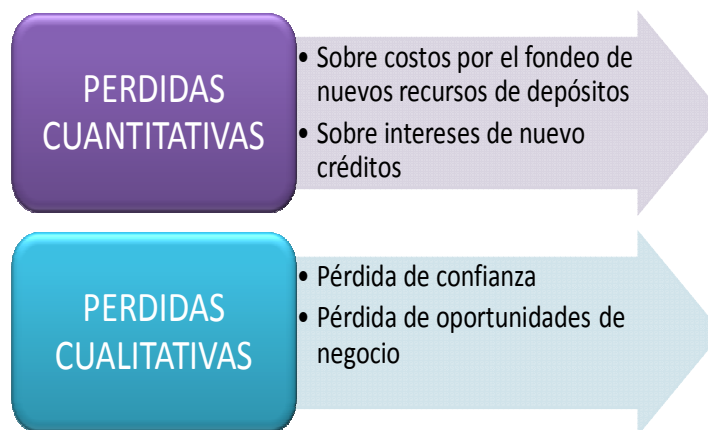 PERDIDAS
CUANTITATIVAS
• Sobre costos por el fondeo de
nuevos recursos de depósitos
• Sobre intereses de nuevo
créditos
PERDIDAS
CUALITATIVAS
• Pérdida de confianza
• Pérdida de oportunidades de
negocio